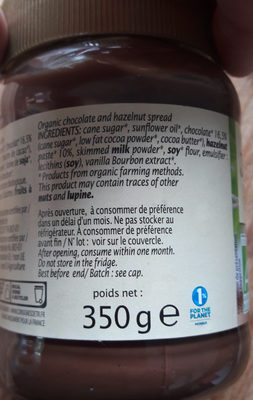 Organic chocolate and hazelnut spread
INGREDIENTS: cane sugar*, sunflower oil*, chocolate* 16.5%
(cane sugar*, low fat cocoa powder*, cocoa butter*), hazelnut
paste* 10%, skimmed milk powder*, soy* flour, emulsifier:
lecithins (soy), vanilla Bourbon extract*.
* Products from organic farming methods.
This product may contain traces of other
nuts and lupine.
Après ouverture, à consommer de préférence
dans un délai d'un mois. Ne pas stocker au
réfrigérateur. À consommer de préférence
avant fin / N° lot : voir sur le couvercle.
After opening, consume within one month.
Do not store in the fridge.
Best before end/ Batch : see cap.
poids net :
350 g e
1%
FOR THE
PLANET